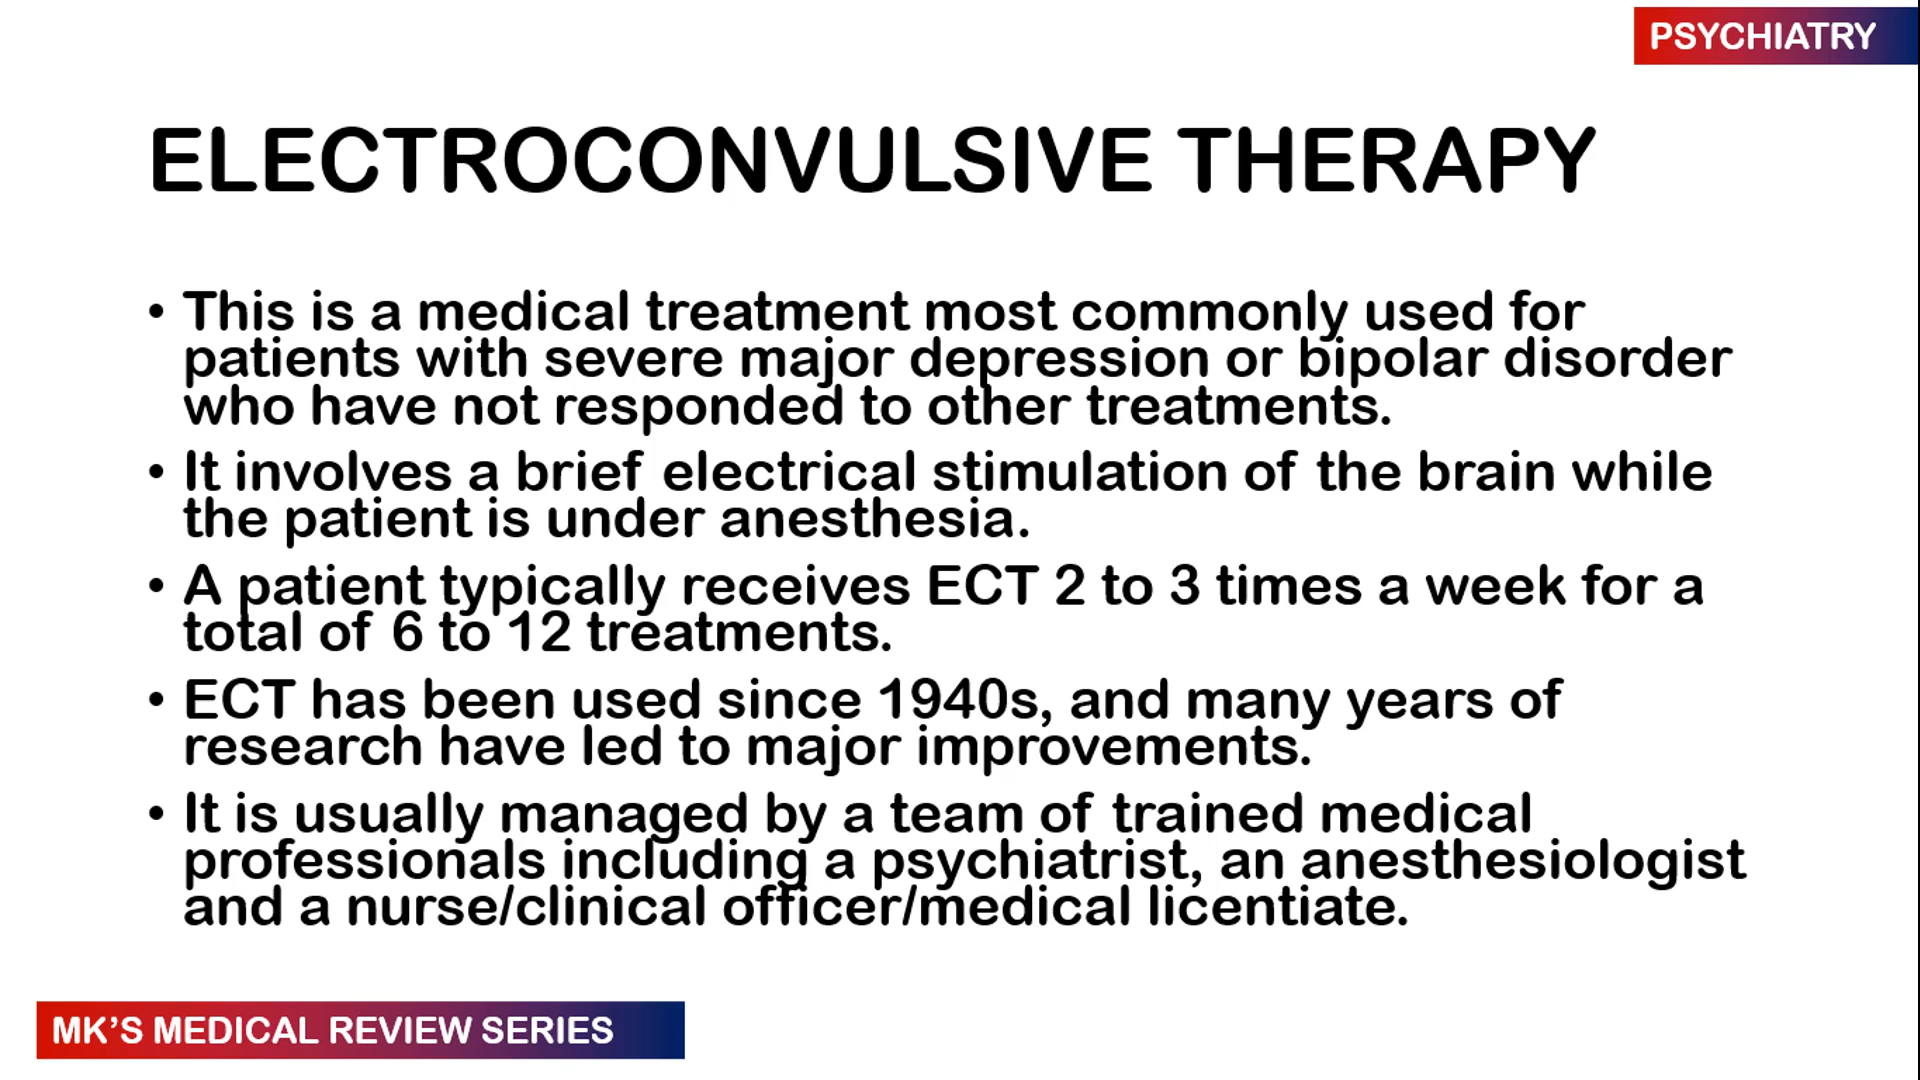 PSYCHIATRY
ELECTROCONVULSIVE THERAPY
• This is a medical treatment most commonly used for
patients with severe major depression or bipolar disorder
who have not responded to other treatments.
• It involves a brief electrical stimulation of the brain while
the patient is under anesthesia.
• A patient typically receives ECT 2 to 3 times a week for a
total of 6 to 12 treatments.
• ECT has been used since 1940s, and many years of
research have led to major improvements.
• It is usually managed by a team of trained medical
professionals including a psychiatrist, an anesthesiologist
and a nurse/clinical officer/medical licentiate.
MK’S MEDICAL REVIEW SERIES